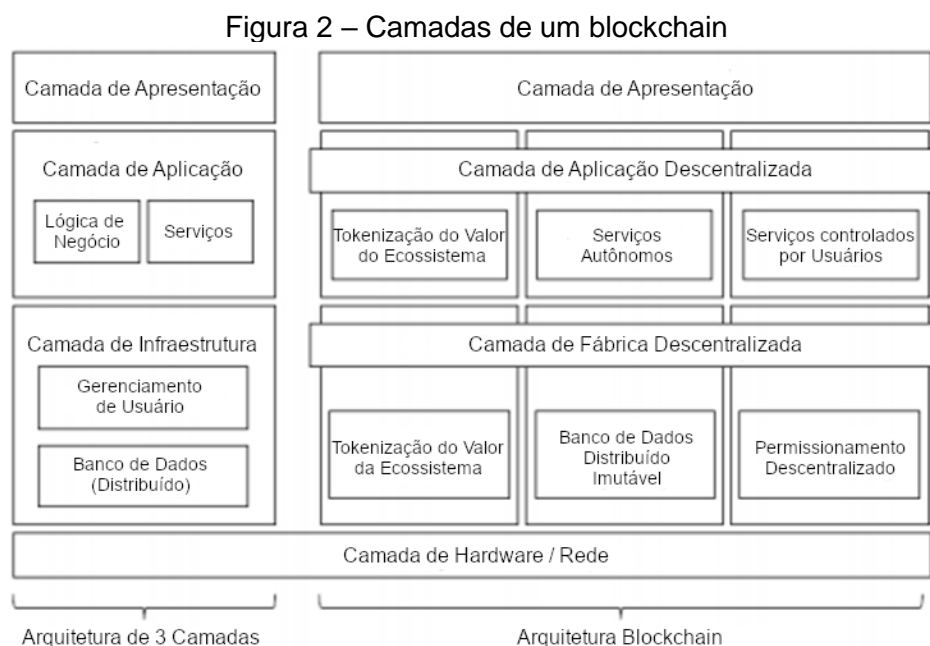 Figura 2 – Camadas de um blockchain
Camada de Apresentação
Camada de Aplicação
Lógica de
Negócio
Serviços
Camada de Infraestrutura
Gerenciamento
de Usuário
Banco de Dados
(Distribuído)
Camada de Apresentação
Camada de Aplicação Descentralizada
Tokenização do Valor
do Ecossistema
Serviços
Autônomos
Serviços controlados
por Usuários
Camada de Fábrica Descentralizada
Tokenização do Valor
da Ecossistema
Banco de Dados
Distribuído
Imutável
Permissionamento
Descentralizado
Camada de Hardware / Rede
Arquitetura de 3 Camadas
Arquitetura Blockchain